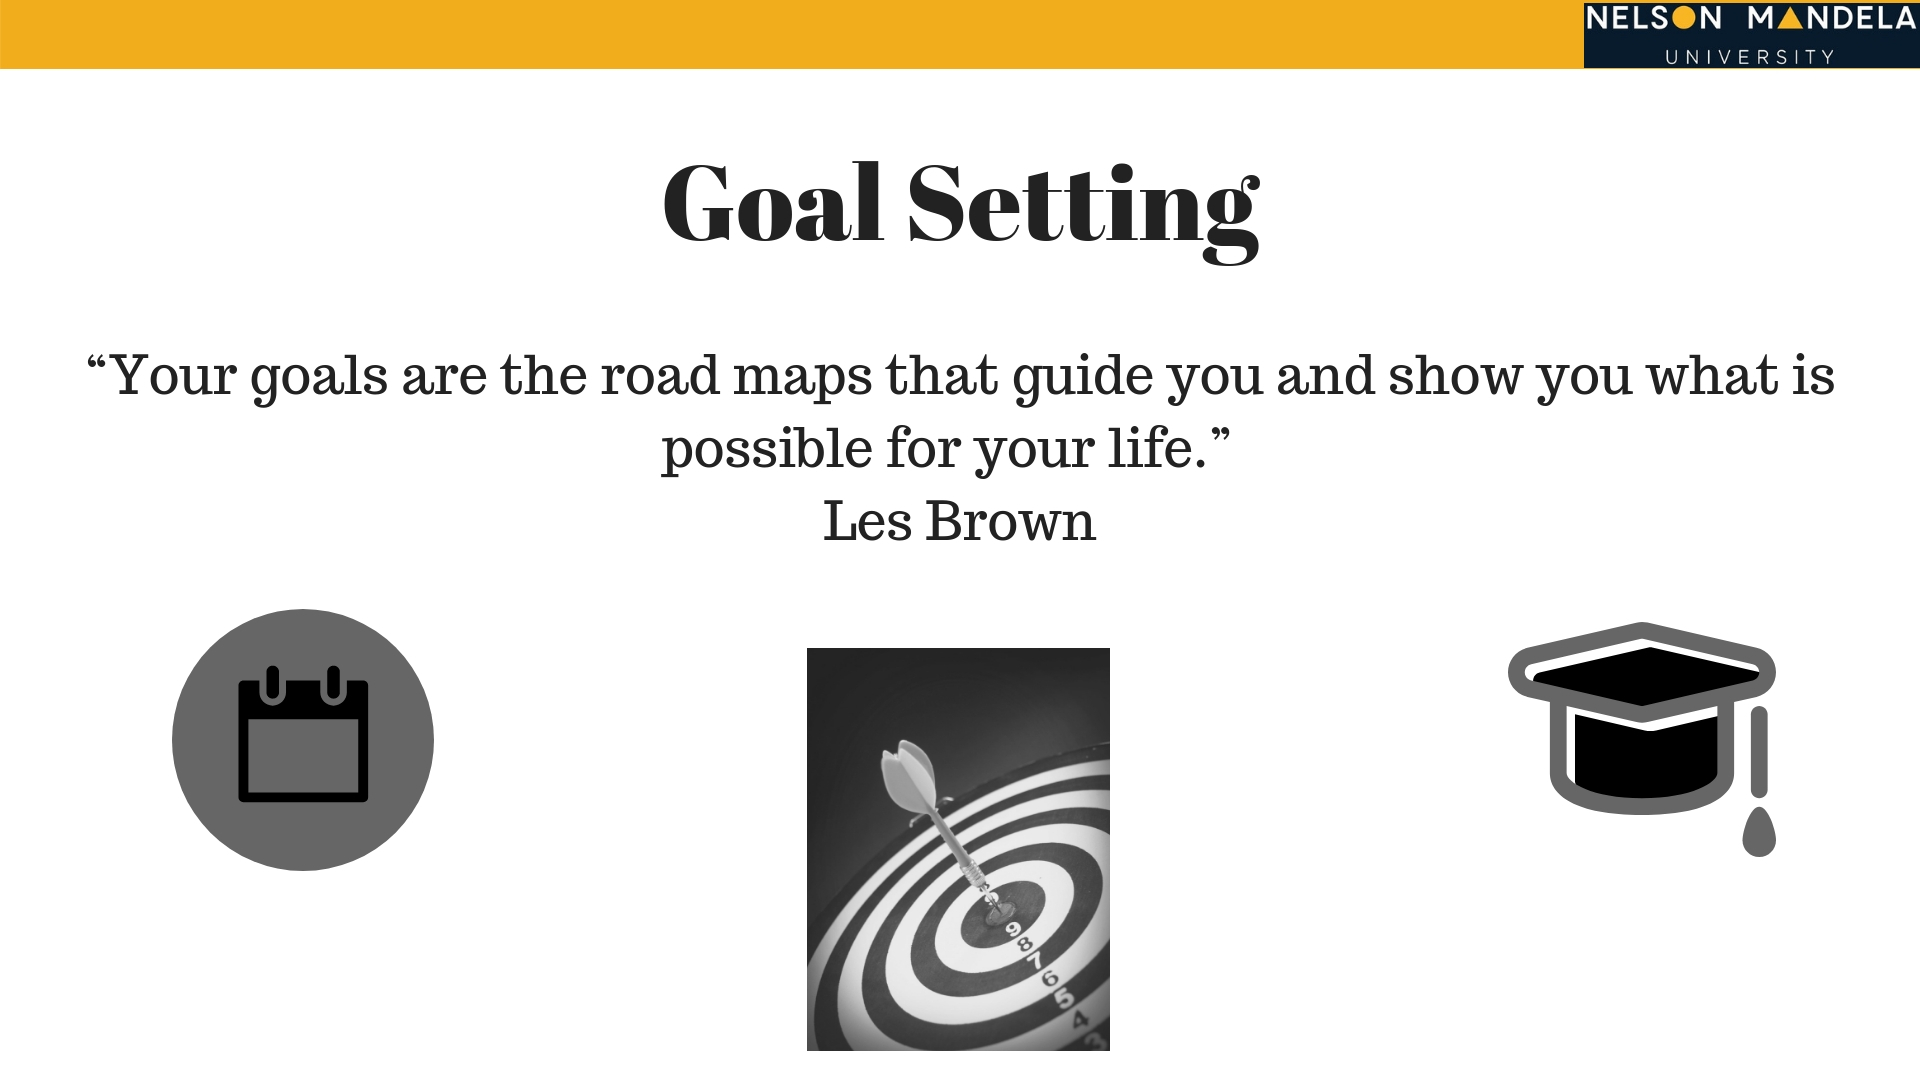 NELSON MANDELA
UNIVERSITY
Goal Setting
“Your goals are the road maps that guide you and show you what is
possible for your life.”
Les Brown
9
8
7
6
5
4
3